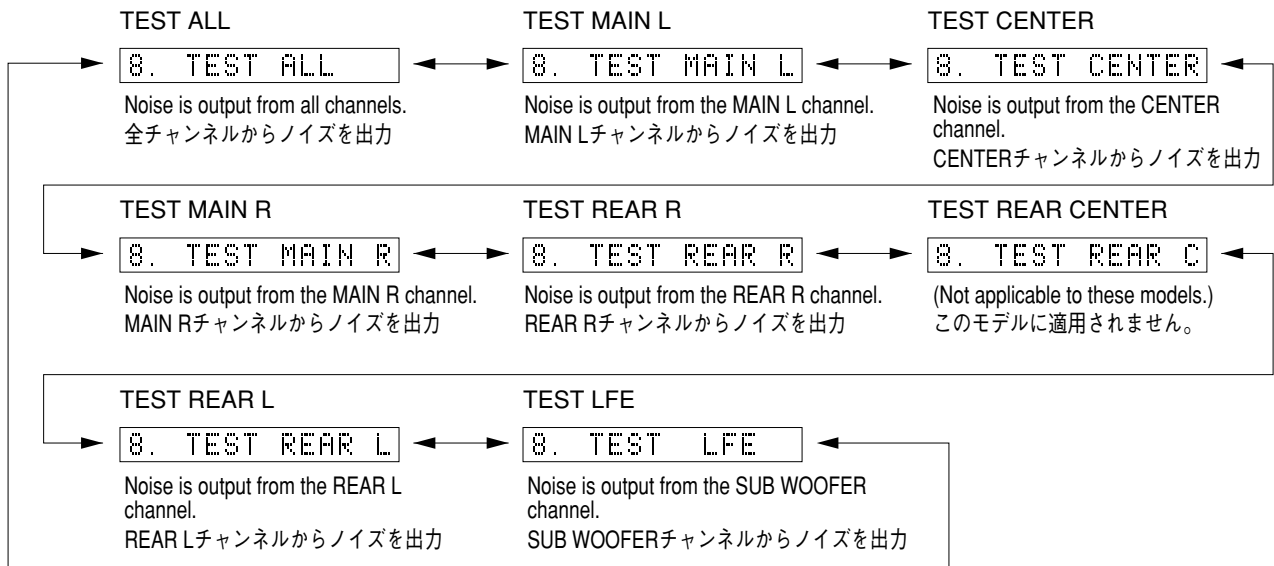 TEST ALL
8. TEST ALL
Noise is output from all channels.
全チャンネルからノイズを出力
TEST MAIN L
8. TEST MAIN L
Noise is output from the MAIN L channel.
MAIN Lチャンネルからノイズを出力
TEST CENTER
8. TEST CENTER
Noise is output from the CENTER
channel.
CENTERチャンネルからノイズを出力
TEST MAIN R
8. TEST MAIN R
Noise is output from the MAIN R channel.
MAIN Rチャンネルからノイズを出力
TEST REAR R
8. TEST REAR R
Noise is output from the REAR R channel.
REAR Rチャンネルからノイズを出力
TEST REAR CENTER
8. TEST REAR C
(Not applicable to these models.)
このモデルに適用されません。
TEST REAR L
8. TEST REAR L
Noise is output from the REAR L
channel.
REAR Lチャンネルからノイズを出力
TEST LFE
8. TEST LFE
Noise is output from the SUB WOOFER
channel.
SUB WOOFERチャンネルからノイズを出力